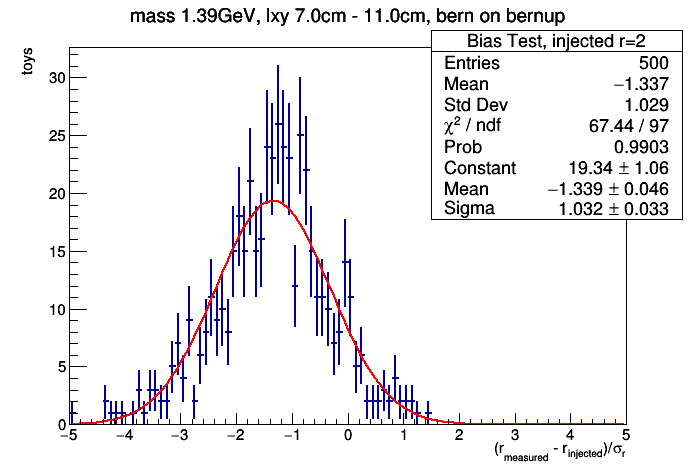 mass 1.39GeV, lxy 7.0cm - 11.0cm, bern on bernup
Bias Test, injected r=2
Entries 500
Mean −1.337
Std Dev 1.029
χ² / ndf 67.44 / 97
Prob 0.9903
Constant 19.34 ± 1.06
Mean −1.339 ± 0.046
Sigma 1.032 ± 0.033
toys
30
25
20
15
10
5
0
−5 −4 −3 −2 −1 0 1 2 3 4 5
(r_measured - r_injected)/σ_r